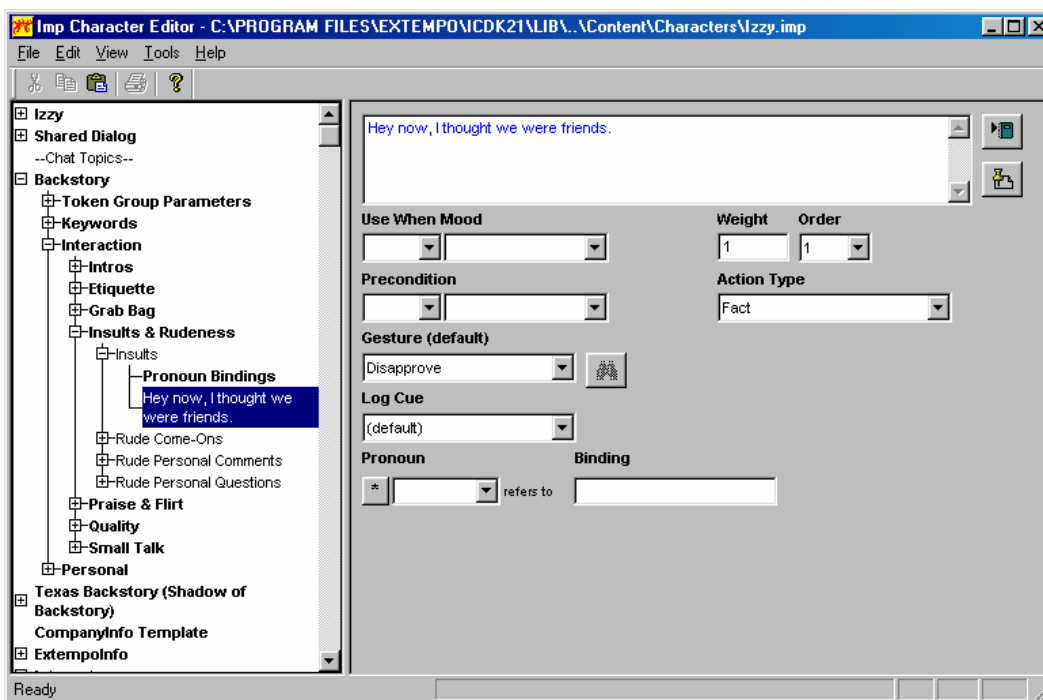 Imp Character Editor - C:\PROGRAM FILES\EXTEMPO\ICDK21\LIB\..\Content\Characters\Izzy.imp
File Edit View Tools Help
Izzy
Shared Dialog
--Chat Topics--
Backstory
Token Group Parameters
Keywords
Interaction
Intros
Etiquette
Grab Bag
Insults & Rudeness
Insults
Pronoun Bindings
Hey now, I thought we
were friends.
Rude Come-Ons
Rude Personal Comments
Rude Personal Questions
Praise & Flirt
Quality
Small Talk
Personal
Texas Backstory (Shadow of
Backstory)
CompanyInfo Template
ExtempoInfo
Hey now, I thought we were friends.
Use When Mood Weight Order
1 1
Precondition Action Type
Fact
Gesture (default)
Disapprove
Log Cue
(default)
Pronoun Binding
* refers to
Ready